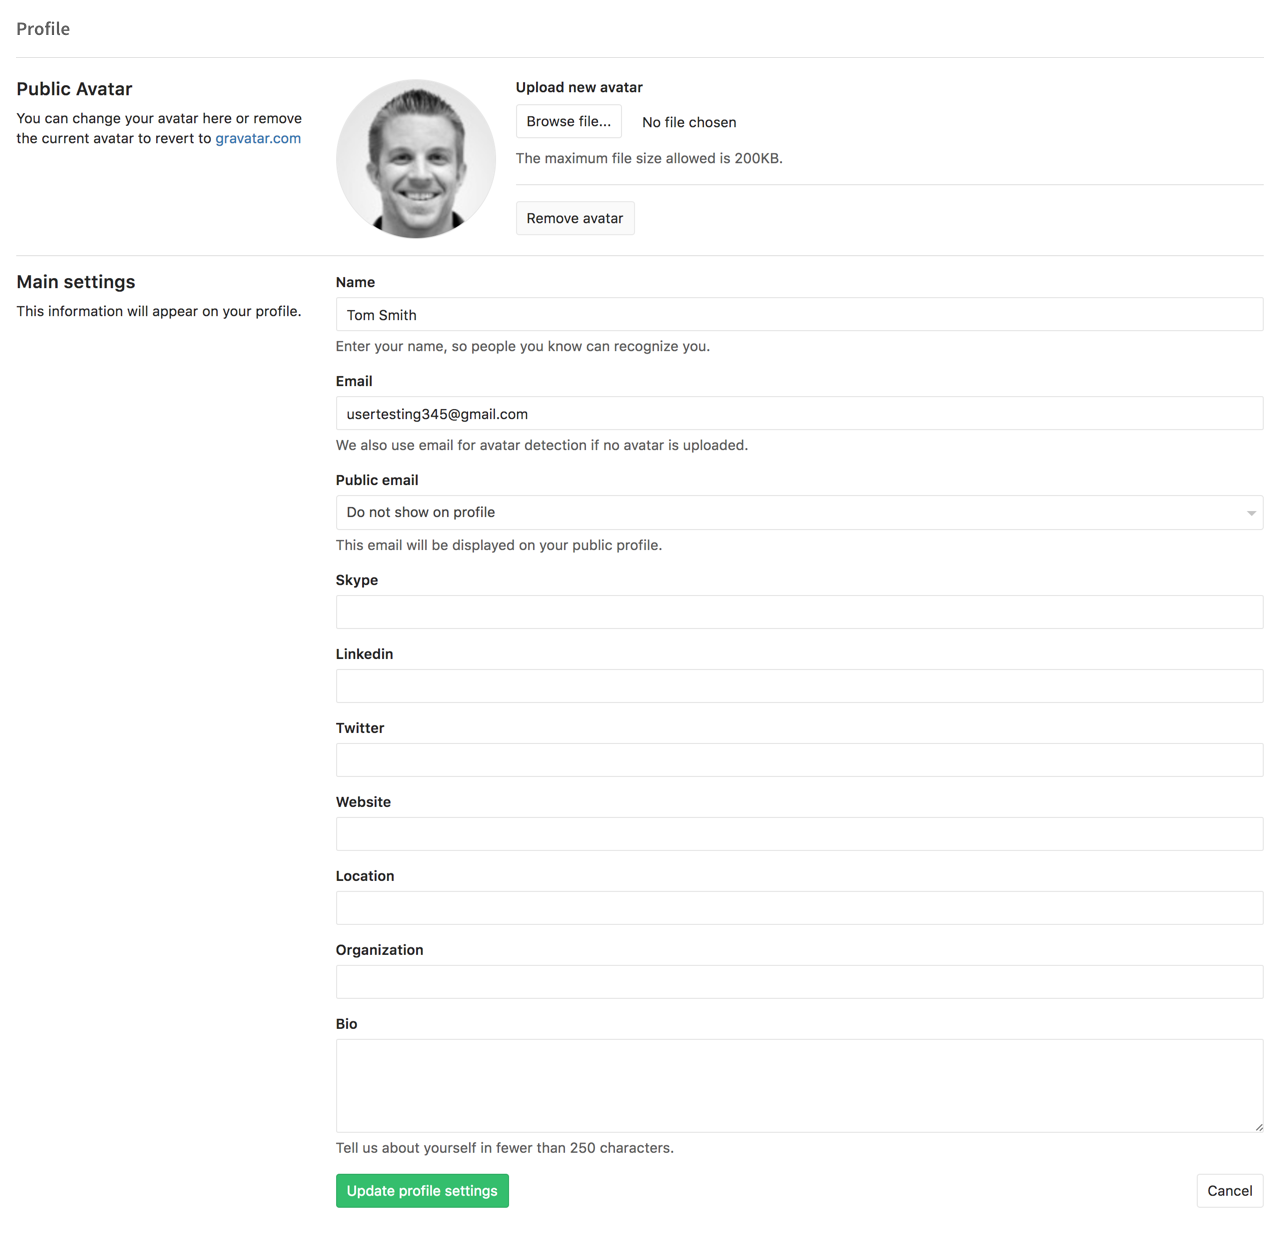 Profile
Public Avatar
You can change your avatar here or remove
the current avatar to revert to gravatar.com
Upload new avatar
Browse file...
No file chosen
The maximum file size allowed is 200KB.
Remove avatar
Main settings
This information will appear on your profile.
Name
Tom Smith
Enter your name, so people you know can recognize you.
Email
usertesting345@gmail.com
We also use email for avatar detection if no avatar is uploaded.
Public email
Do not show on profile
This email will be displayed on your public profile.
Skype
Linkedin
Twitter
Website
Location
Organization
Bio
Tell us about yourself in fewer than 250 characters.
Update profile settings
Cancel